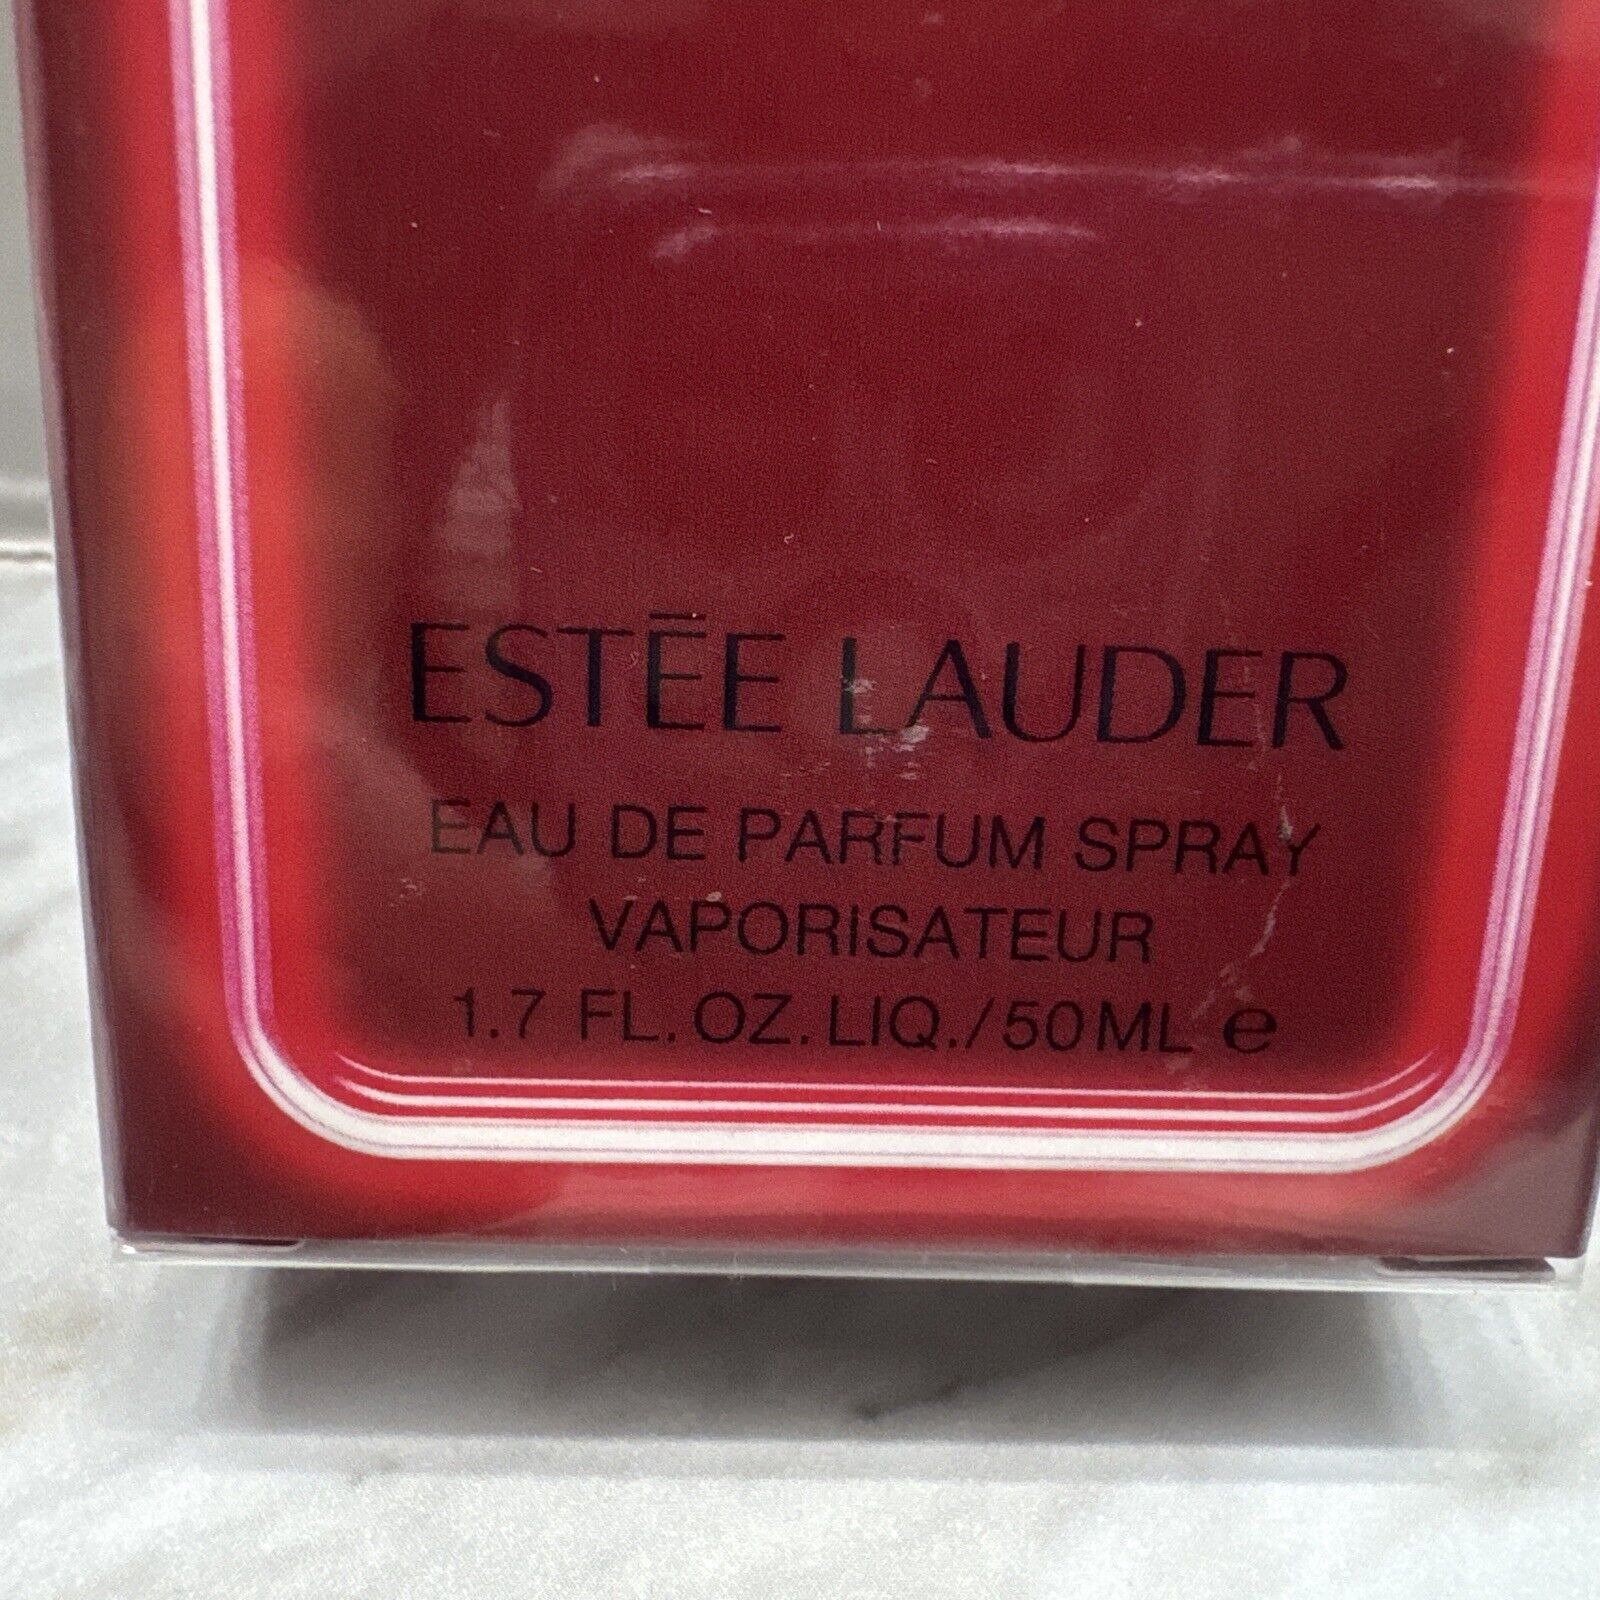 ESTĒE LAUDER
EAU DE PARFUM SPRAY
VAPORISATEUR
1.7 FL. OZ. LIQ./50ML ℮